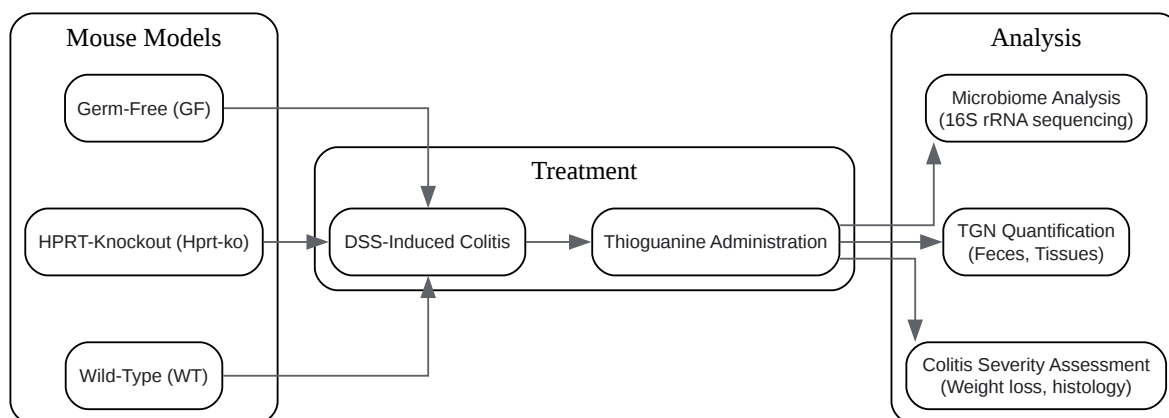 Mouse Models
Germ-Free (GF)
HPRT-Knockout (Hprt-ko)
Wild-Type (WT)
Treatment
DSS-Induced Colitis
Thioguanine Administration
Analysis
Microbiome Analysis
(16S rRNA sequencing)
TGN Quantification
(Feces, Tissues)
Colitis Severity Assessment
(Weight loss, histology)